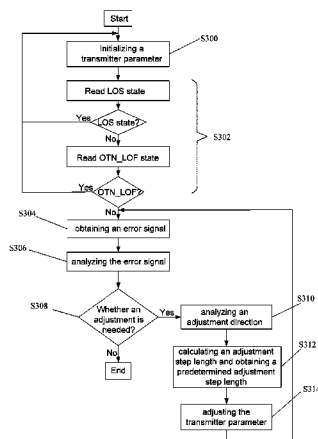 Start
S300
Initializing a
transmitter parameter
Read LOS state
Yes
LOS state?
S302
No
Read OTN_LOF state
Yes
OTN_LOF?
No
S304
obtaining an error signal
S306
analyzing the error signal
S308
Whether an
adjustment is
needed?
Yes
S310
analyzing an
adjustment direction
No
End
S312
calculating an adjustment
step length and obtaining a
predetermined adjustment
step length
S314
adjusting the
transmitter parameter